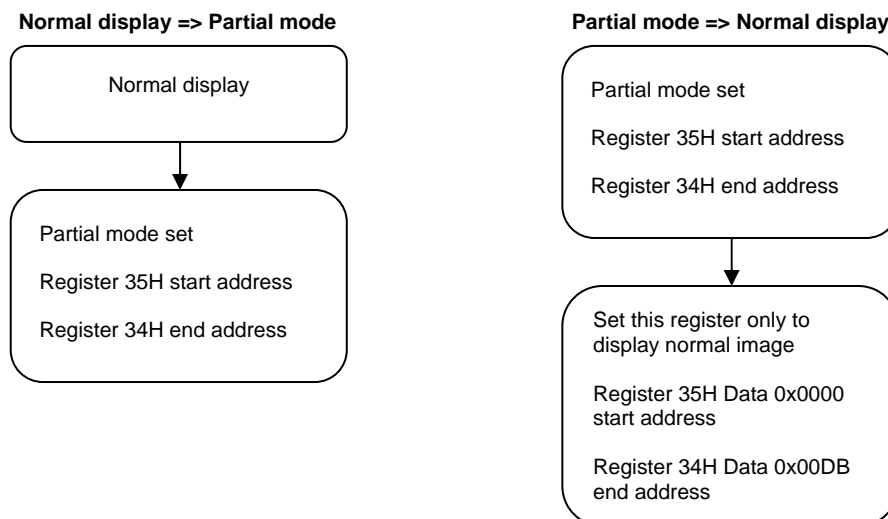 Normal display => Partial mode
Normal display
Partial mode set
Register 35H start address
Register 34H end address
Partial mode => Normal display
Partial mode set
Register 35H start address
Register 34H end address
Set this register only to
display normal image
Register 35H Data 0x0000
start address
Register 34H Data 0x00DB
end address